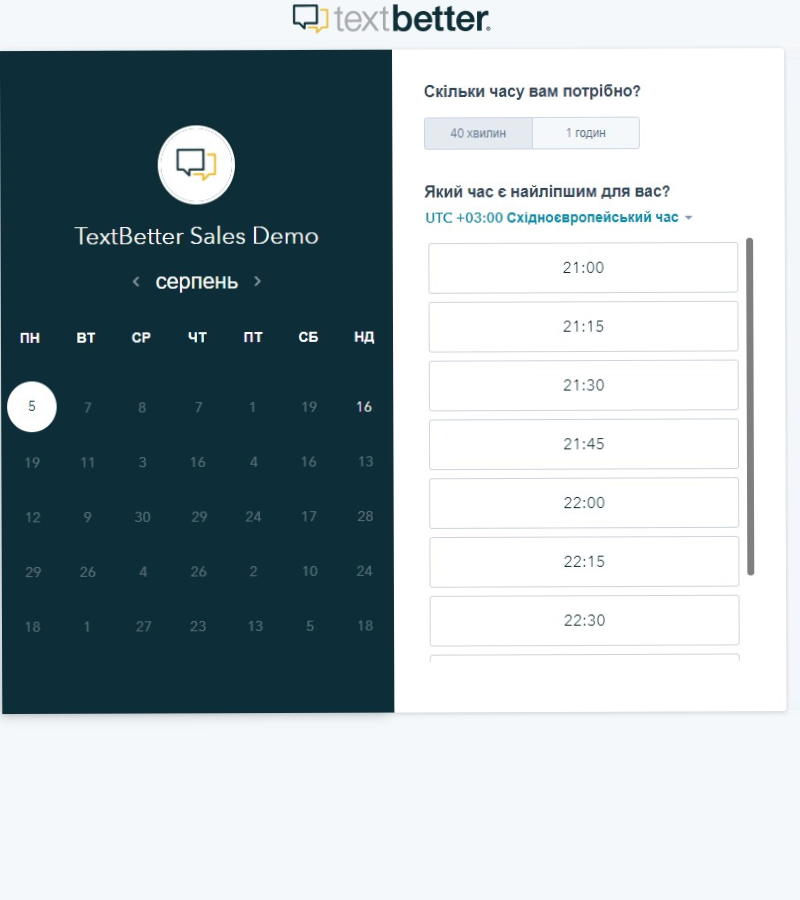 textbetter.
TextBetter Sales Demo
серпень
ПН ВТ СР ЧТ ПТ СБ НД
5 7 8 7 1 19 16
19 11 3 16 4 16 13
12 9 30 29 24 17 28
29 26 4 26 2 10 24
18 1 27 23 13 5 18
Скільки часу вам потрібно?
40 хвилин 1 годин
Який час є найліпшим для вас?
UTC +03:00 Східноєвропейський час
21:00
21:15
21:30
21:45
22:00
22:15
22:30